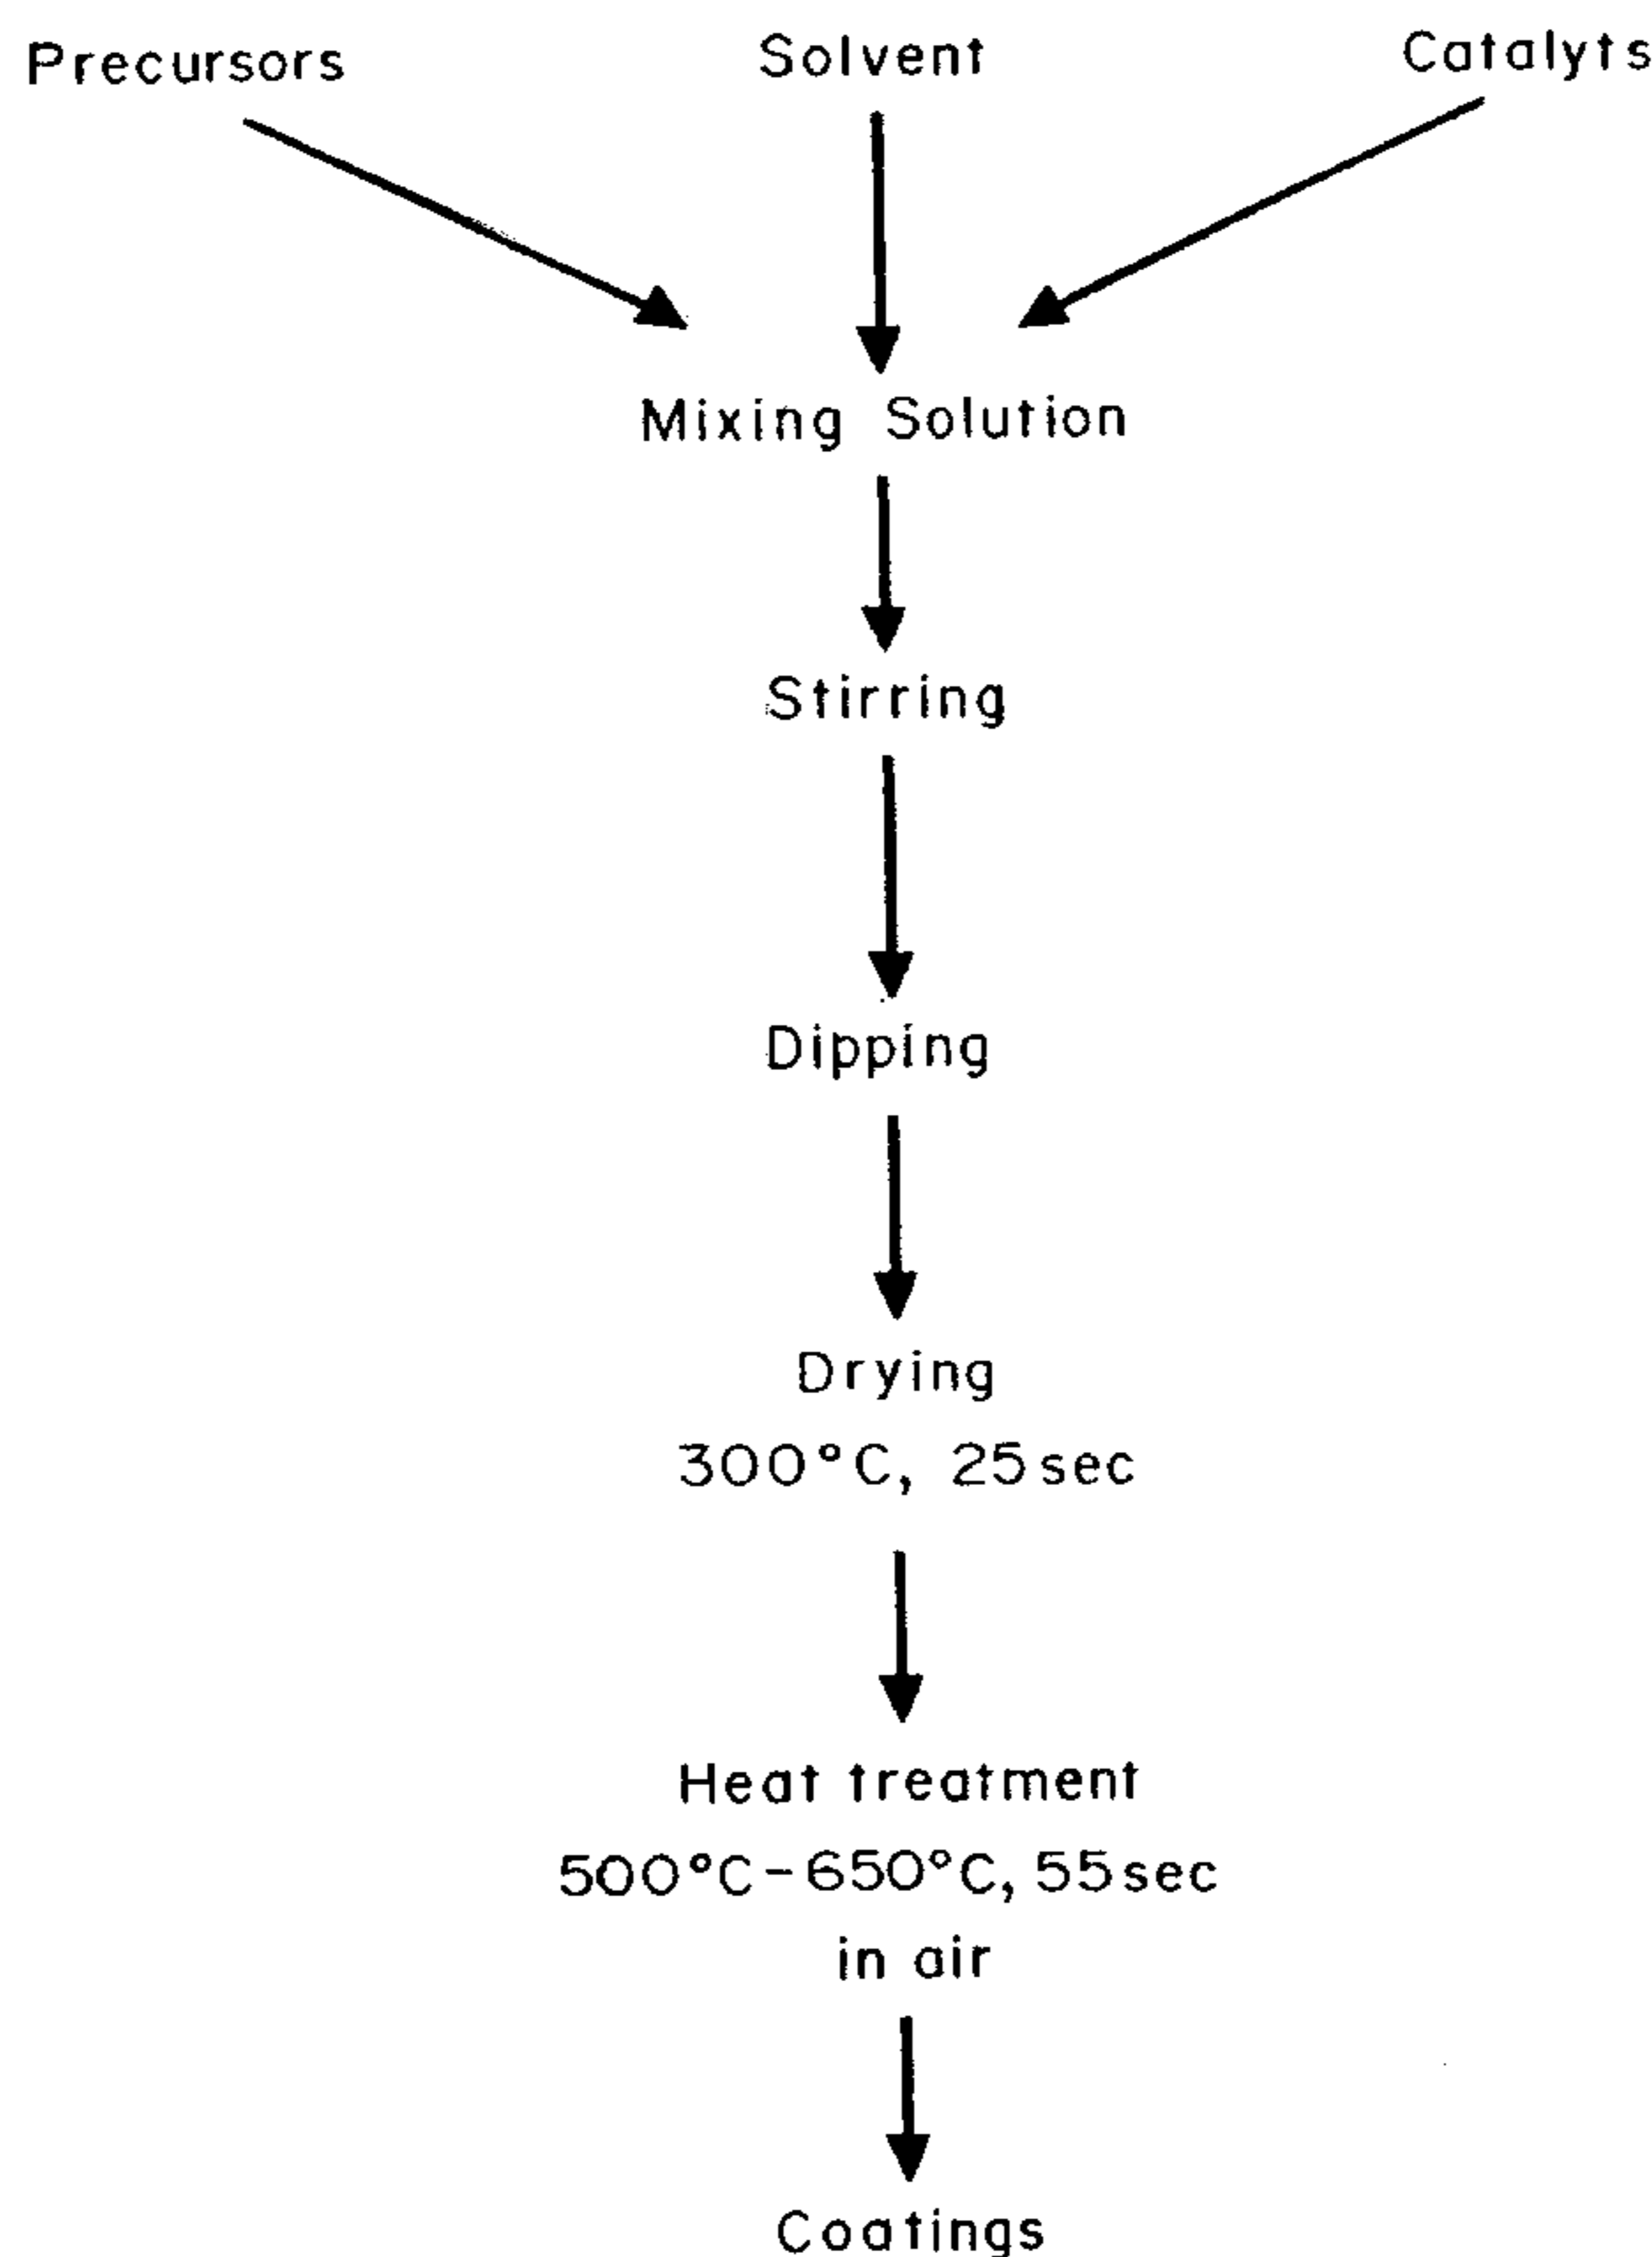 Precursors
Solvent
Catalyts
Mixing Solution
Stirring
Dipping
Drying
300°C, 25sec
Heat treatment
500°C-650°C, 55sec
in air
Coatings